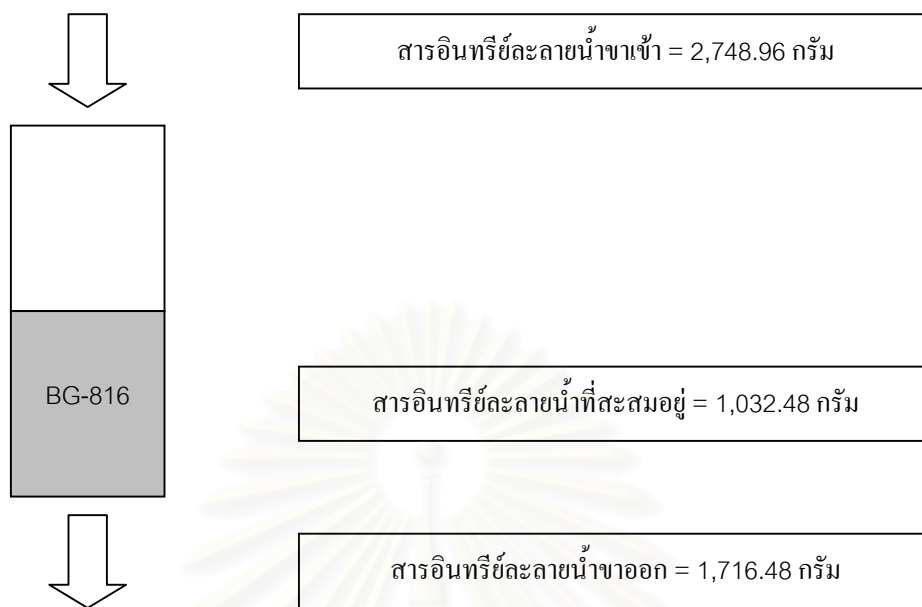 สารอินทรีย์ละลายน้ำขาเข้า = 2,748.96 กรัม
BG-816
สารอินทรีย์ละลายน้ำที่สะสมอยู่ = 1,032.48 กรัม
สารอินทรีย์ละลายน้ำขาออก = 1,716.48 กรัม